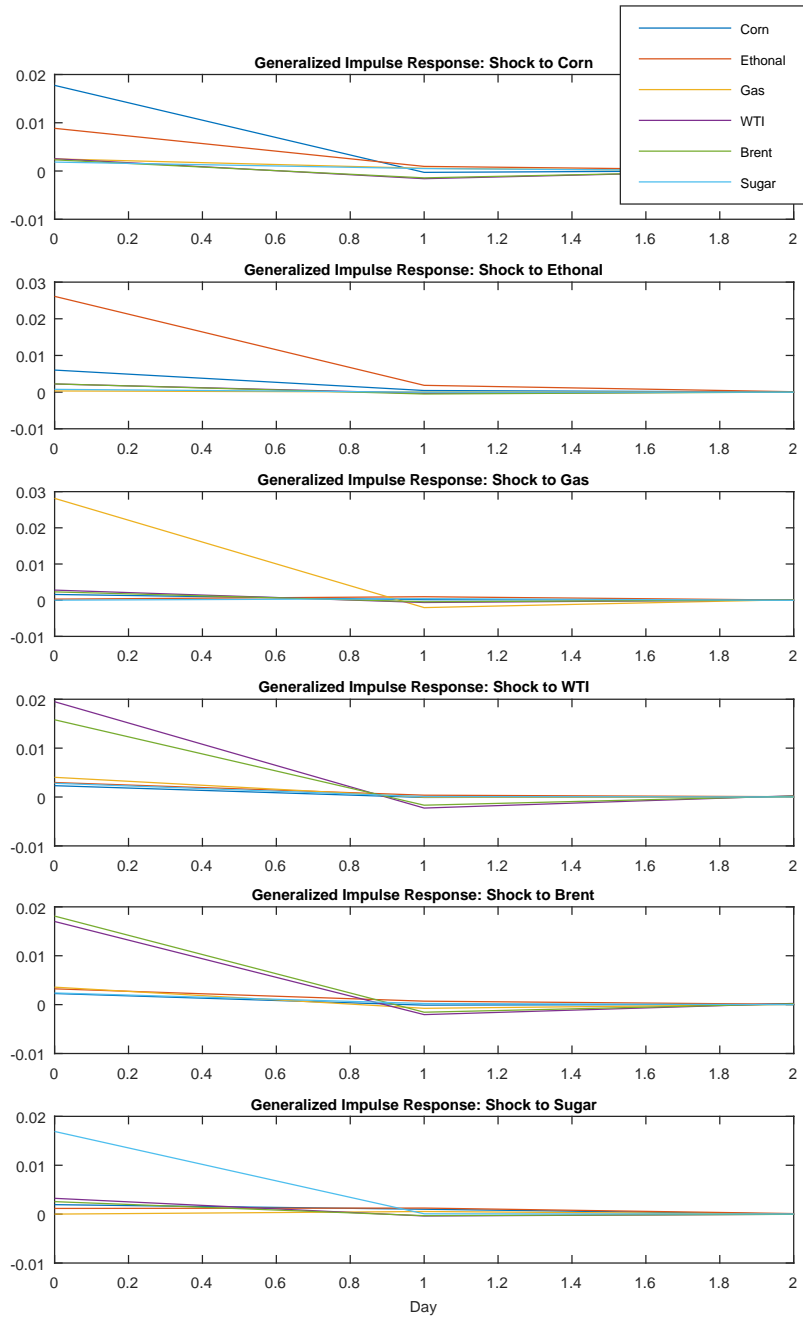 Corn
Ethonal
Gas
WTI
Brent
Sugar
Generalized Impulse Response: Shock to Corn
0.02
0.01
0
-0.01
0 0.2 0.4 0.6 0.8 1 1.2 1.4 1.6 1.8 2
Generalized Impulse Response: Shock to Ethonal
0.03
0.02
0.01
0
-0.01
0 0.2 0.4 0.6 0.8 1 1.2 1.4 1.6 1.8 2
Generalized Impulse Response: Shock to Gas
0.03
0.02
0.01
0
-0.01
0 0.2 0.4 0.6 0.8 1 1.2 1.4 1.6 1.8 2
Generalized Impulse Response: Shock to WTI
0.02
0.01
0
-0.01
0 0.2 0.4 0.6 0.8 1 1.2 1.4 1.6 1.8 2
Generalized Impulse Response: Shock to Brent
0.02
0.01
0
-0.01
0 0.2 0.4 0.6 0.8 1 1.2 1.4 1.6 1.8 2
Generalized Impulse Response: Shock to Sugar
0.02
0.01
0
-0.01
0 0.2 0.4 0.6 0.8 1 1.2 1.4 1.6 1.8 2
Day